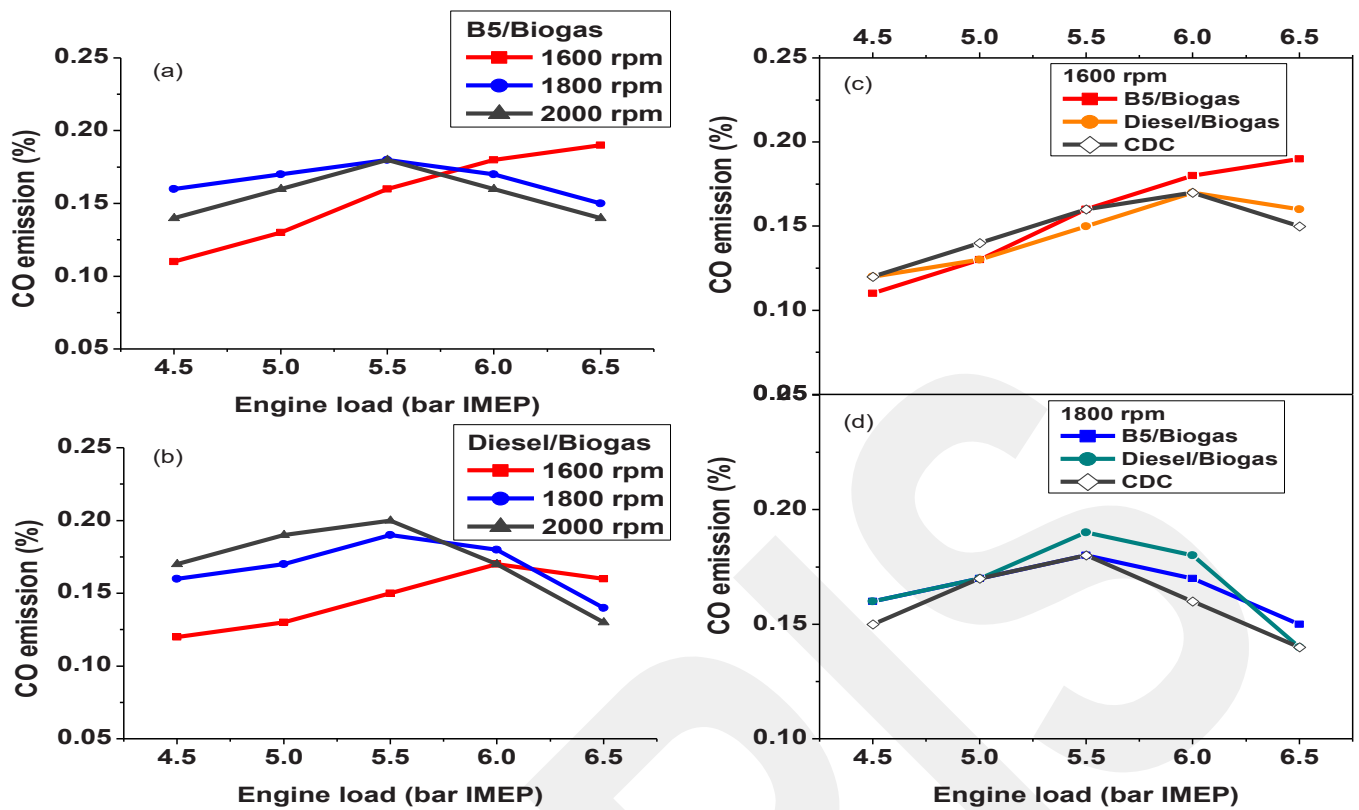 B5/Biogas
1600 rpm
1800 rpm
2000 rpm
(a)
0.25
0.20
0.15
0.10
0.05
CO emission (%)
4.5 5.0 5.5 6.0 6.5
Engine load (bar IMEP)
Diesel/Biogas
1600 rpm
1800 rpm
2000 rpm
(b)
0.25
0.20
0.15
0.10
0.05
CO emission (%)
4.5 5.0 5.5 6.0 6.5
Engine load (bar IMEP)
4.5 5.0 5.5 6.0 6.5
(c)
1600 rpm
B5/Biogas
Diesel/Biogas
CDC
0.25
0.20
0.15
0.10
CO emission (%)
(d)
1800 rpm
B5/Biogas
Diesel/Biogas
CDC
0.20
0.15
0.10
CO emission (%)
4.5 5.0 5.5 6.0 6.5
Engine load (bar IMEP)